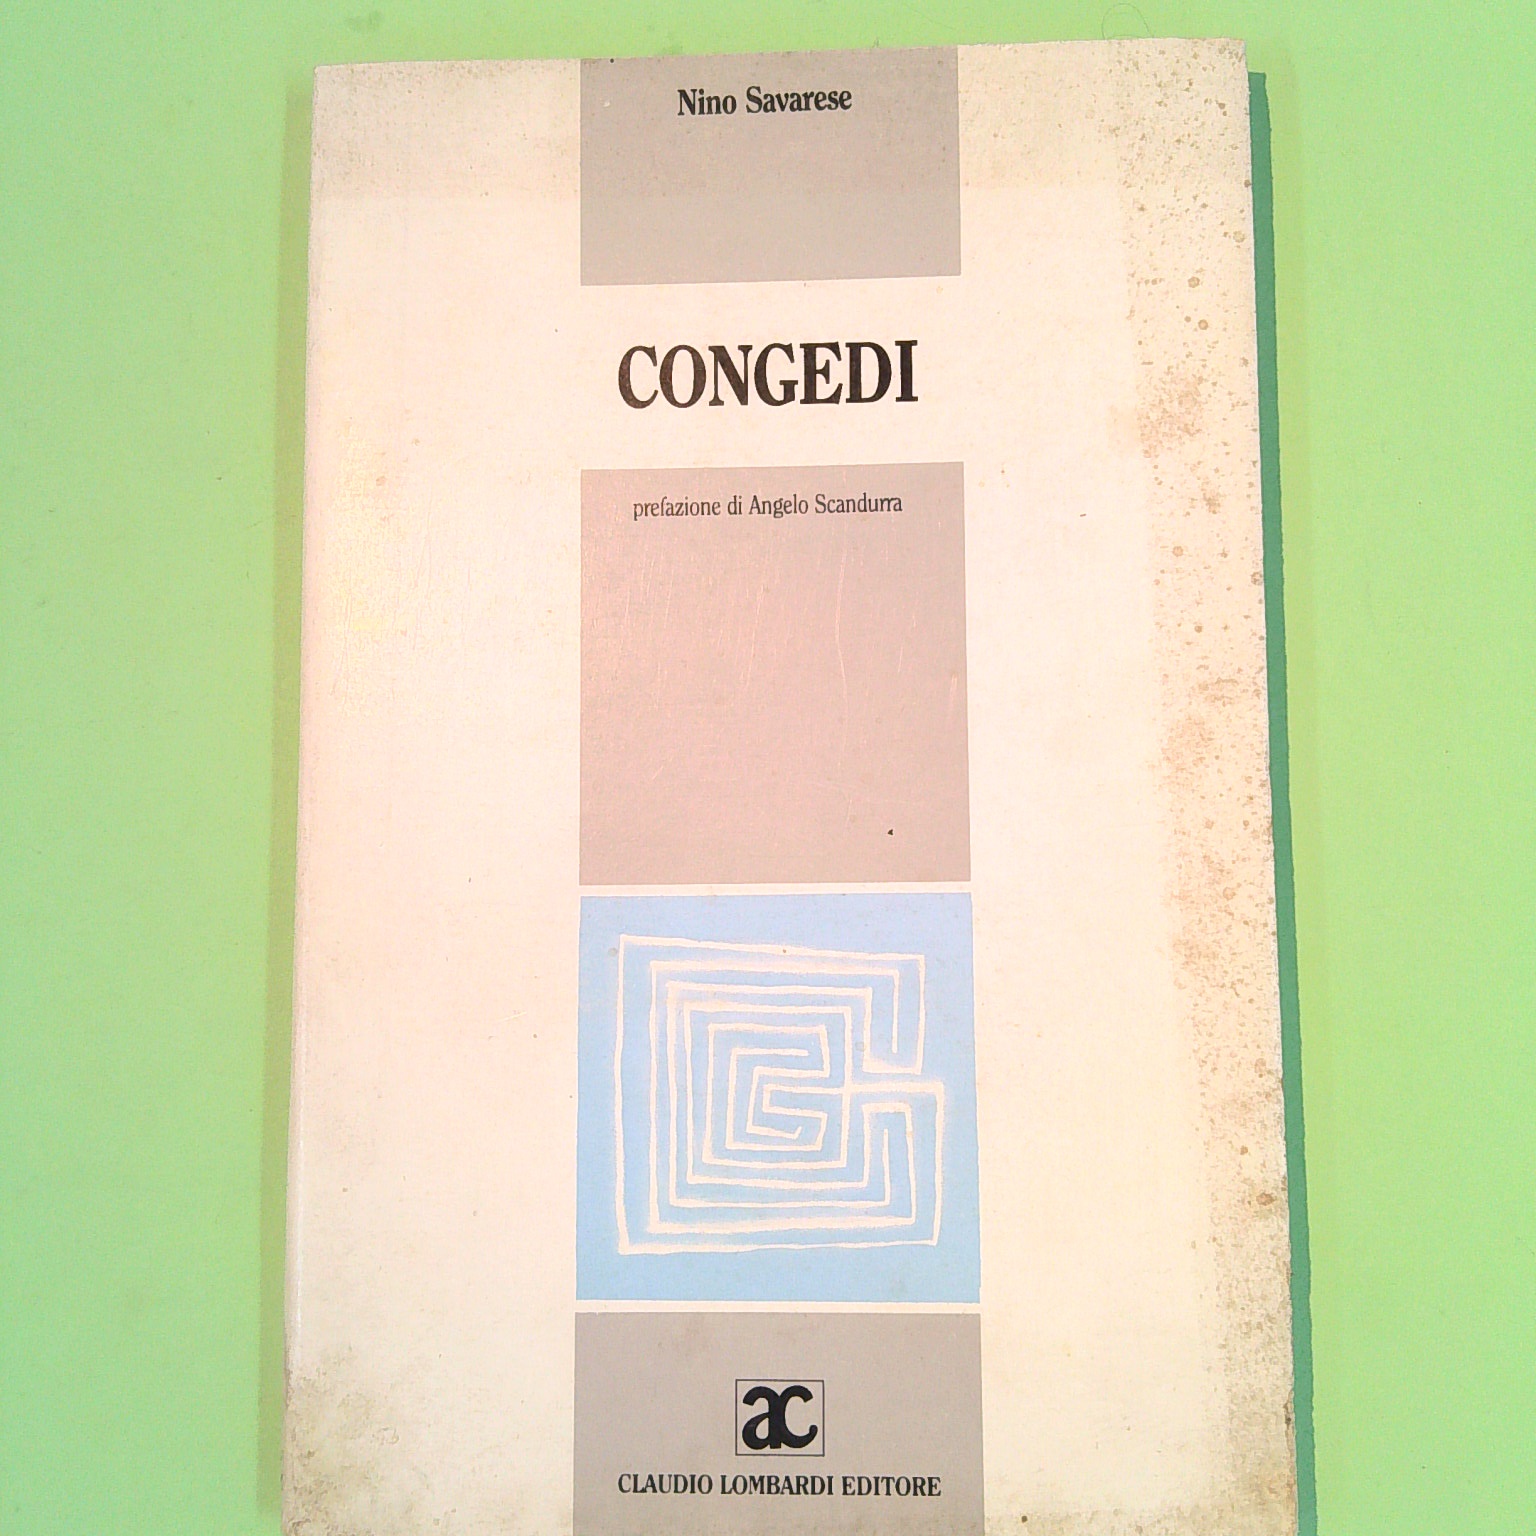 Nino Savarese
CONGEDI
prefazione di Angelo Scandurra
ac
CLAUDIO LOMBARDI EDITORE